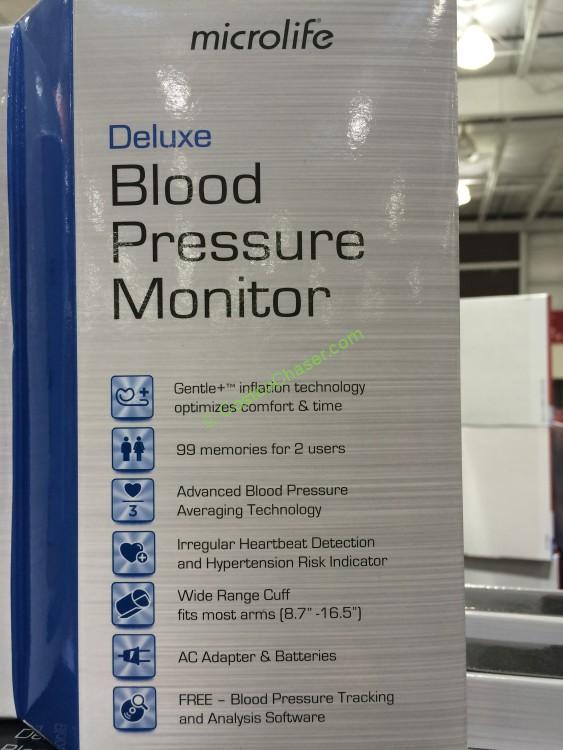 microlife®
Deluxe
Blood
Pressure
Monitor
Gentle+™ inflation technology
optimizes comfort & time
99 memories for 2 users
3
Advanced Blood Pressure
Averaging Technology
Irregular Heartbeat Detection
and Hypertension Risk Indicator
Wide Range Cuff
fits most arms (8.7" -16.5")
AC Adapter & Batteries
FREE – Blood Pressure Tracking
and Analysis Software